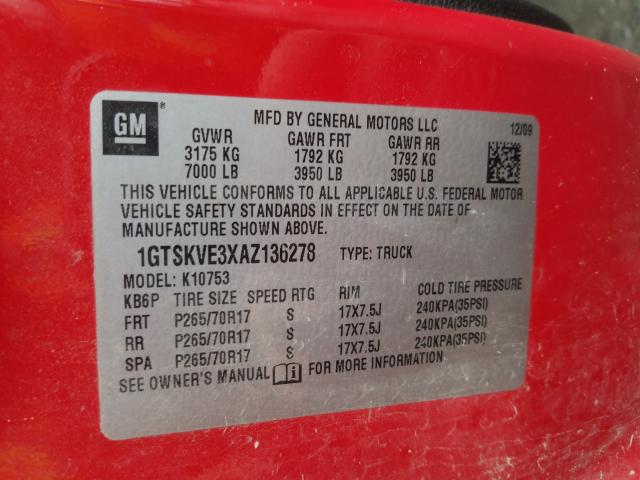 GM
MFD BY GENERAL MOTORS LLC
12/09
GVWR GAWR FRT GAWR RR
3175 KG 1792 KG 1792 KG
7000 LB 3950 LB 3950 LB
THIS VEHICLE CONFORMS TO ALL APPLICABLE U.S. FEDERAL MOTOR
VEHICLE SAFETY STANDARDS IN EFFECT ON THE DATE OF
MANUFACTURE SHOWN ABOVE.
1GTSKVE3XAZ136278 TYPE: TRUCK
MODEL: K10753
KB6P TIRE SIZE SPEED RTG RIM COLD TIRE PRESSURE
FRT P265/70R17 S 17X7.5J 240KPA(35PSI)
RR P265/70R17 S 17X7.5J 240KPA(35PSI)
SPA P265/70R17 S 17X7.5J 240KPA(35PSI)
SEE OWNER'S MANUAL i FOR MORE INFORMATION